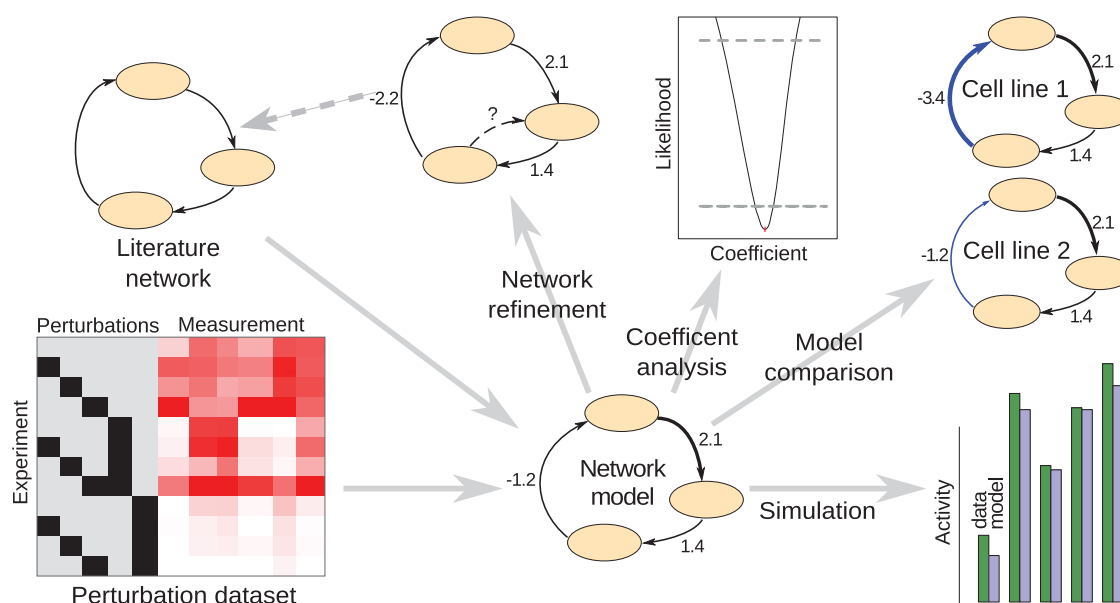 2.1
-2.2
?
1.4
Literature
network
Likelihood
Coefficient
2.1
-3.4
Cell line 1
1.4
2.1
-1.2
Cell line 2
1.4
Network
refinement
Coefficent
analysis
Model
comparison
Perturbations
Measurement
Experiment
Perturbation dataset
2.1
-1.2
Network
model
1.4
Simulation
Activity
data
model